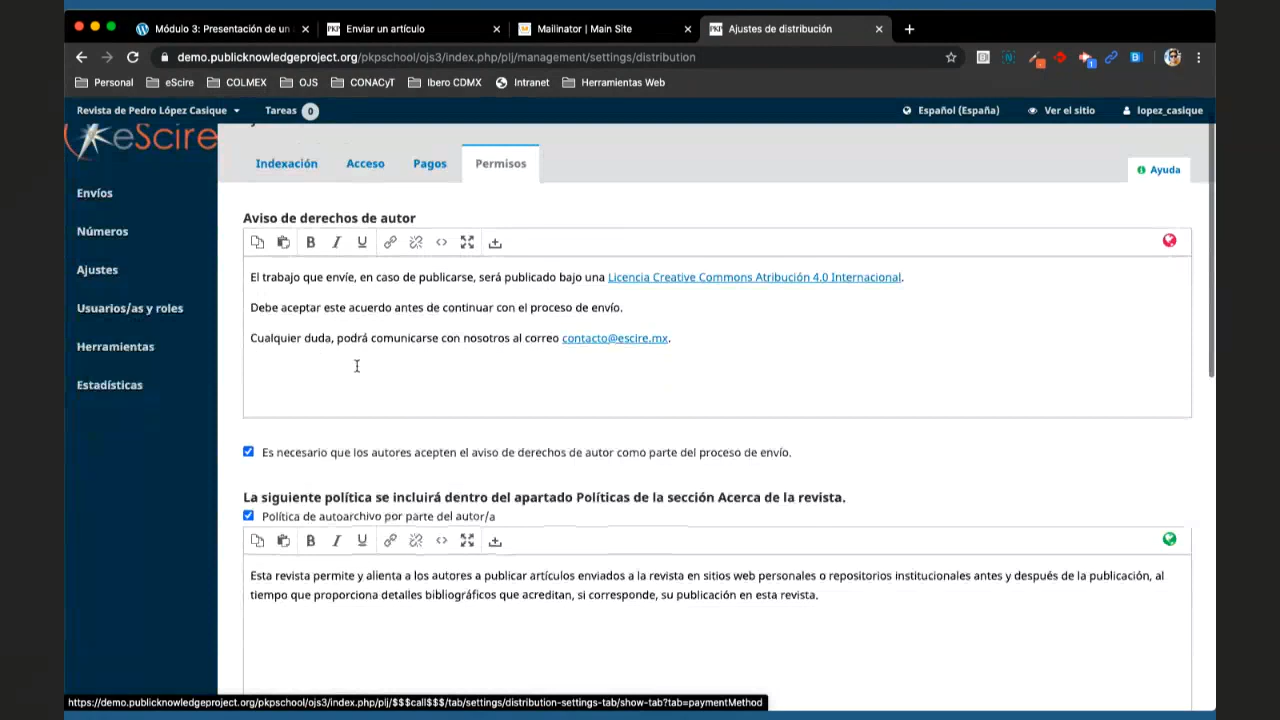 Módulo 3: Presentación de un
Enviar un artículo
Mailinator | Main Site
Ajustes de distribución
demo.publicknowledgeproject.org/pkpschool/ojs3/index.php/plj/management/settings/distribution
Personal
eScire
COLMEX
OJS
CONACyT
Ibero CDMX
Intranet
Herramientas Web
Revista de Pedro López Casique
Tareas 0
Español (España)
Ver el sitio
lopez_casique
eScire
Indexación
Acceso
Pagos
Permisos
Ayuda
Envíos
Números
Ajustes
Usuarios/as y roles
Herramientas
Estadísticas
Aviso de derechos de autor
El trabajo que envíe, en caso de publicarse, será publicado bajo una Licencia Creative Commons Atribución 4.0 Internacional.
Debe aceptar este acuerdo antes de continuar con el proceso de envío.
Cualquier duda, podrá comunicarse con nosotros al correo contacto@escire.mx.
Es necesario que los autores acepten el aviso de derechos de autor como parte del proceso de envío.
La siguiente política se incluirá dentro del apartado Políticas de la sección Acerca de la revista.
Política de autoarchivo por parte del autor/a
Esta revista permite y alienta a los autores a publicar artículos enviados a la revista en sitios web personales o repositorios institucionales antes y después de la publicación, al
tiempo que proporciona detalles bibliográficos que acreditan, si corresponde, su publicación en esta revista.
https://demo.publicknowledgeproject.org/pkpschool/ojs3/index.php/plj/$$$call$$$/tab/settings/distribution-settings-tab/show-tab?tab=paymentMethod